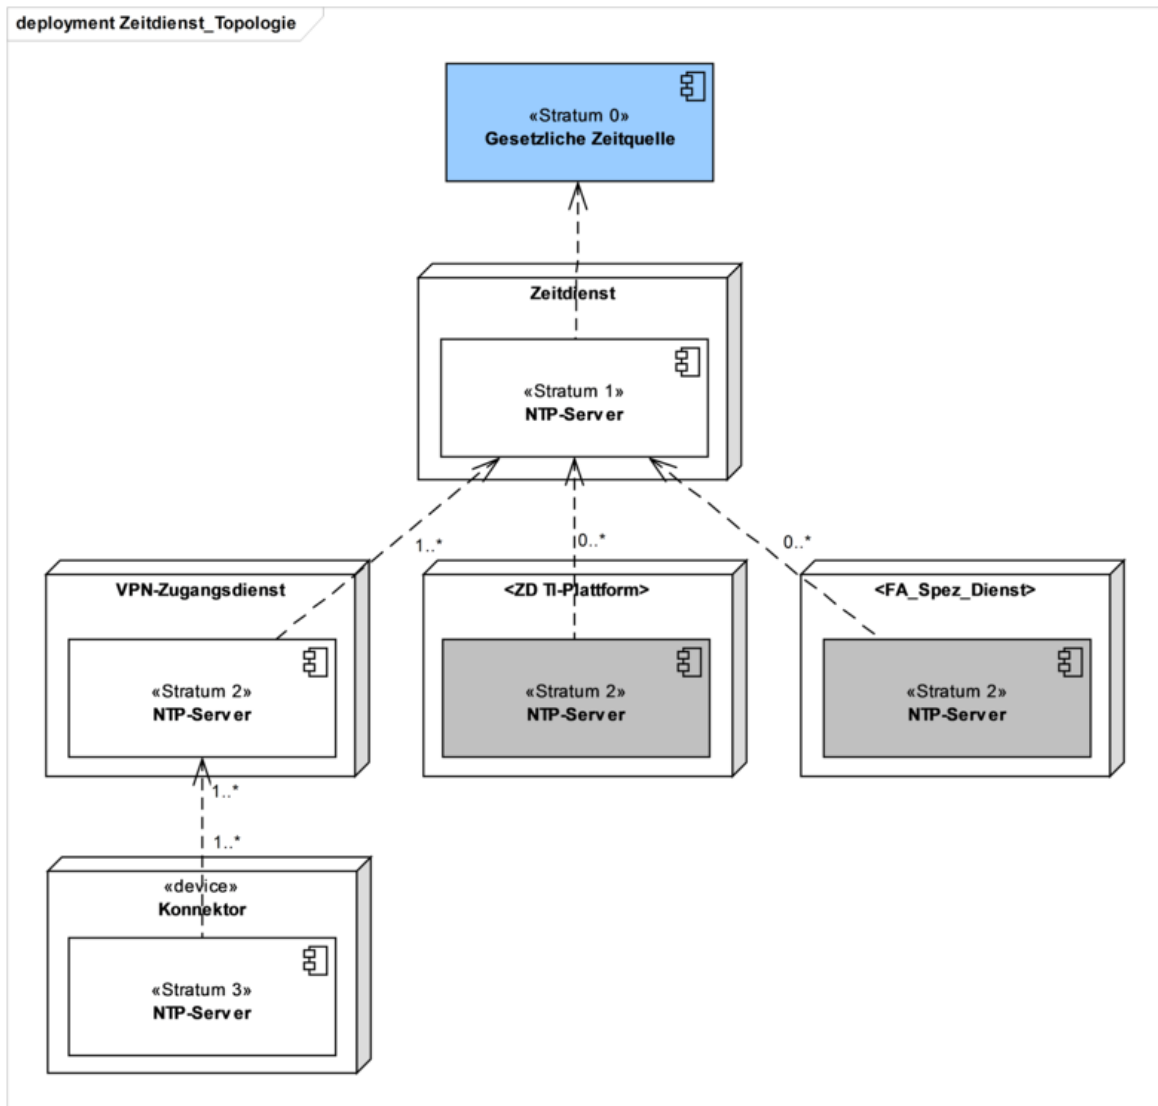 deployment Zeitdienst_Topologie
«Stratum 0»
Gesetzliche Zeitquelle
Zeitdienst
«Stratum 1»
NTP-Server
1..*
0..*
0..*
VPN-Zugangsdienst
«Stratum 2»
NTP-Server
<ZD TI-Plattform>
«Stratum 2»
NTP-Server
<FA_Spez_Dienst>
«Stratum 2»
NTP-Server
1..*
1..*
«device»
Konnektor
«Stratum 3»
NTP-Server